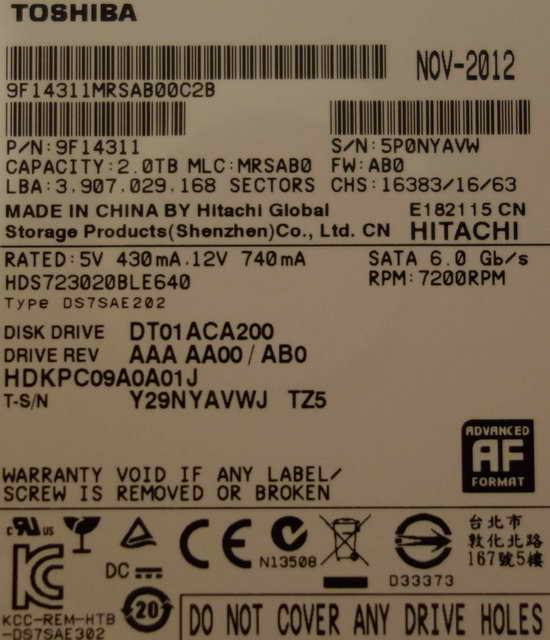 TOSHIBA
NOV-2012
9F14311MRSAB00C2B
P/N:9F14311 S/N:5P0NYAVW
CAPACITY:2.0TB MLC:MRSAB0 FW:AB0
LBA:3,907,029,168 SECTORS CHS:16383/16/63
MADE IN CHINA BY Hitachi Global E182115 CN
Storage Products(Shenzhen)Co., Ltd. CN HITACHI
RATED:5V 430mA,12V 740mA SATA 6.0 Gb/s
HDS723020BLE640 RPM:7200RPM
Type DS7SAE202
DISK DRIVE DT01ACA200
DRIVE REV AAA AA00/AB0
HDKPC09A0A01J
T-S/N Y29NYAVWJ TZ5
ADVANCED
AF
FORMAT
WARRANTY VOID IF ANY LABEL/
SCREW IS REMOVED OR BROKEN
c RU US
DC
CE
N13508
D33373
台北市
敦化北路
167號5樓
KC
KCC-REM-HTB
-DS7SAE302
20
DO NOT COVER ANY DRIVE HOLES